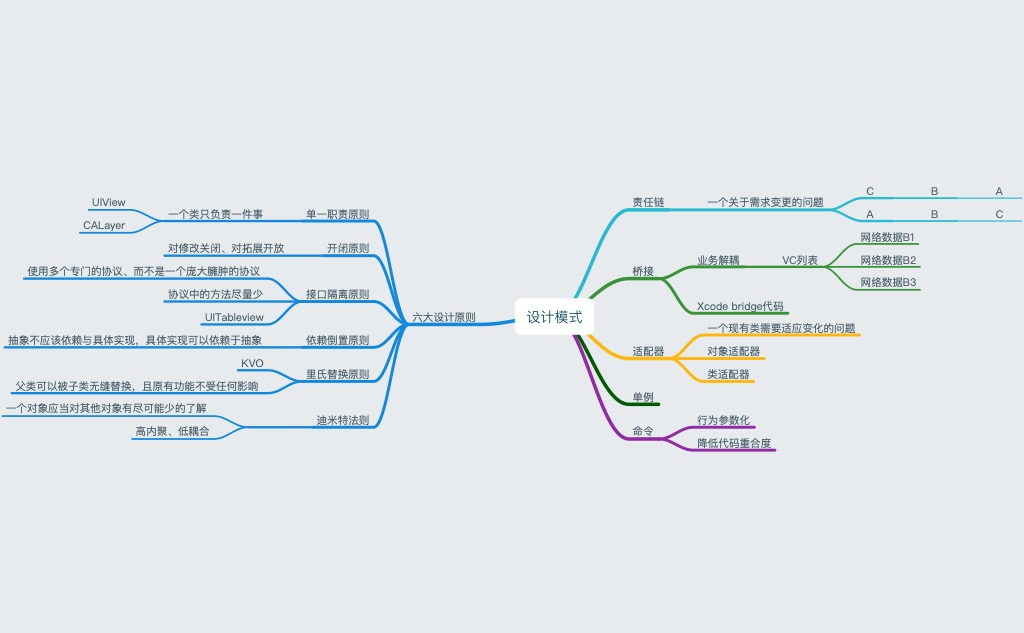 设计模式
六大设计原则
单一职责原则
一个类只负责一件事
UIView
CALayer
开闭原则
对修改关闭、对拓展开放
接口隔离原则
使用多个专门的协议、而不是一个庞大臃肿的协议
协议中的方法尽量少
UITableview
依赖倒置原则
抽象不应该依赖与具体实现，具体实现可以依赖于抽象
里氏替换原则
KVO
父类可以被子类无缝替换，且原有功能不受任何影响
迪米特法则
一个对象应当对其他对象有尽可能少的了解
高内聚、低耦合
责任链
一个关于需求变更的问题
C B A
A B C
桥接
业务解耦
VC列表
网络数据B1
网络数据B2
网络数据B3
Xcode bridge代码
适配器
一个现有类需要适应变化的问题
对象适配器
类适配器
单例
命令
行为参数化
降低代码重合度